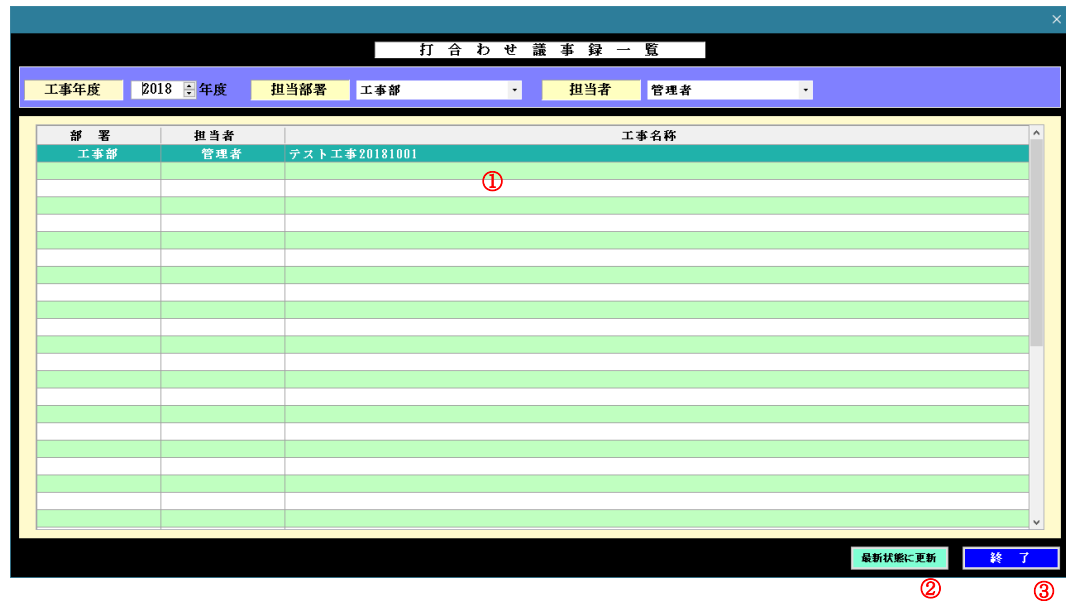 打合わせ議事録一覧
工事年度 2018 年度 担当部署 工事部 担当者 管理者
部 署 担当者 工事名称
工事部 管理者 テスト工事20181001
①
最新状態に更新 終 了
② ③